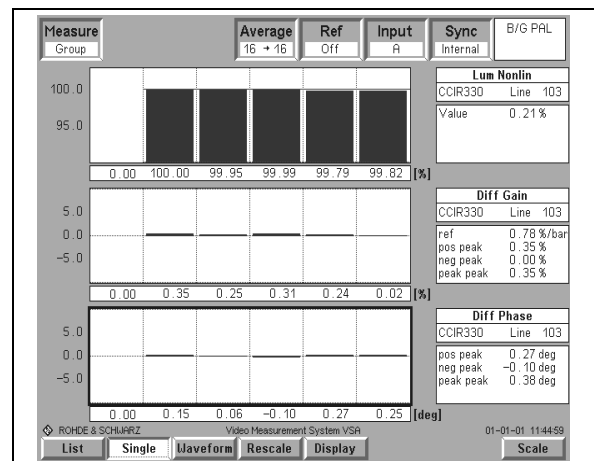 Measure Average Ref Input Sync B/G PAL
Group 16 → 16 Off A Internal
Lum Nonlin
CCIR330 Line 103
Value 0.21 %
100.0
95.0
0.00 100.00 99.95 99.99 99.79 99.82 [%]
Diff Gain
CCIR330 Line 103
ref 0.78 %/bar
pos peak 0.35 %
neg peak 0.00 %
peak peak 0.35 %
5.0
0.0
-5.0
0.00 0.35 0.25 0.31 0.24 0.02 [%]
Diff Phase
CCIR330 Line 103
pos peak 0.27 deg
neg peak -0.10 deg
peak peak 0.38 deg
5.0
0.0
-5.0
0.00 0.15 0.06 -0.10 0.27 0.25 [deg]
ROHDE & SCHWARZ Video Measurement System VSA 01-01-01 11:44:59
List Single Waveform Rescale Display Scale